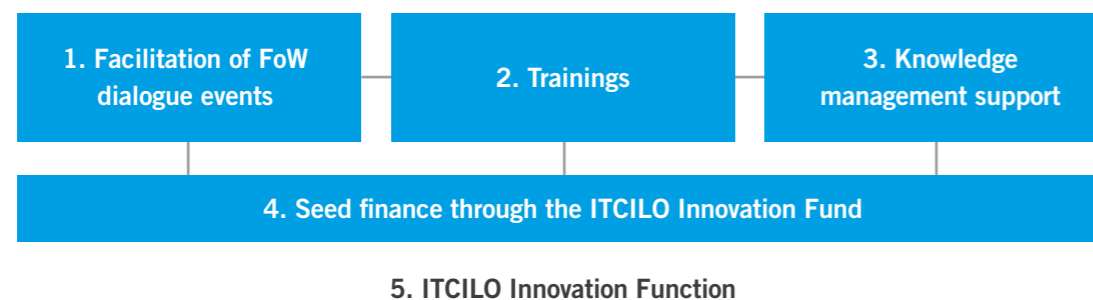 1. Facilitation of FoW
dialogue events
2. Trainings
3. Knowledge
management support
4. Seed finance through the ITCILO Innovation Fund
5. ITCILO Innovation Function